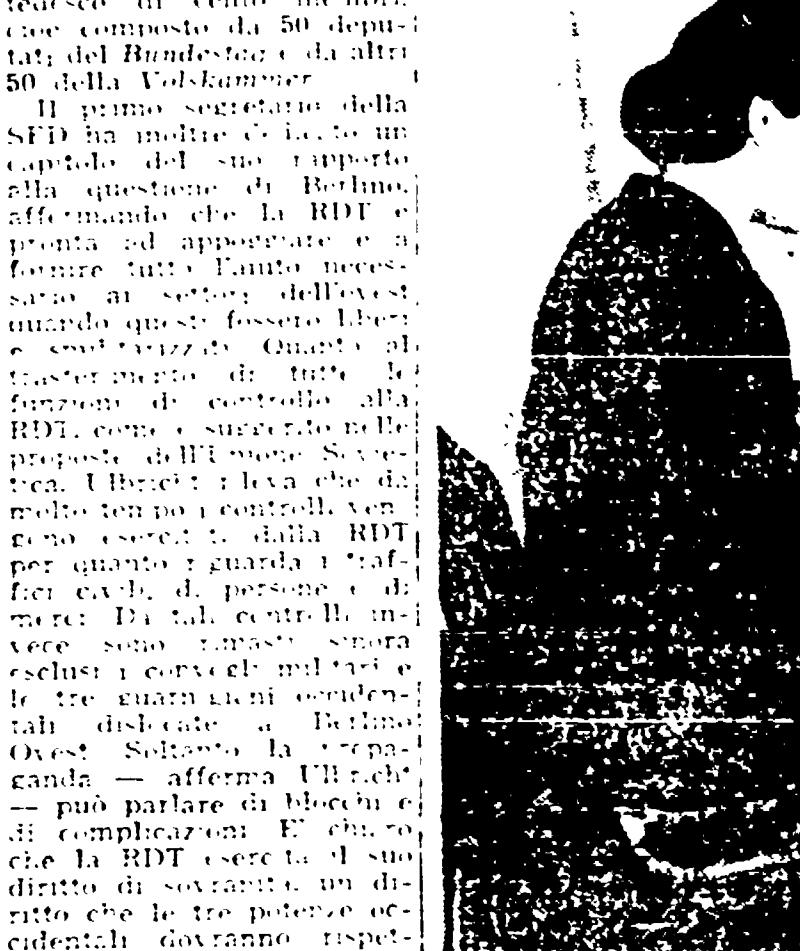 tedesco di cento membri,
cioè composto da 50 depu-
tati del Bundestag e da altri
50 della Volskammer
Il primo segretario della
SED ha inoltre un
capitolo del suo rapporto
alla questione di Berlino,
affermando che la RDT è
pronta ad appoggiare e a
fornire tutto l'aiuto neces-
sario ai settori dell'ovest
quando questi fossero liberi
e smilitarizzati. Quanto al
trasferimento di tutte le
funzioni di controllo alla
RDT, come è suggerito nelle
proposte dell'Unione Sovie-
tica, Ulbricht rileva che da
molto tempo i controlli ven-
gono esercitati dalla RDT
per quanto riguarda i traf-
fici civili di persone e di
merci. Da tali controlli in-
vece sono rimasti sinora
esclusi i convogli militari e
le tre guarnigioni occiden-
tali dislocate a Berlino
Ovest. Soltanto la propa-
ganda — afferma Ulbricht
— può parlare di blocchi e
di complicazioni. E' chiaro
che la RDT esercita il suo
diritto di sovranità, un di-
ritto che le tre potenze oc-
cidentali dovranno rispet-